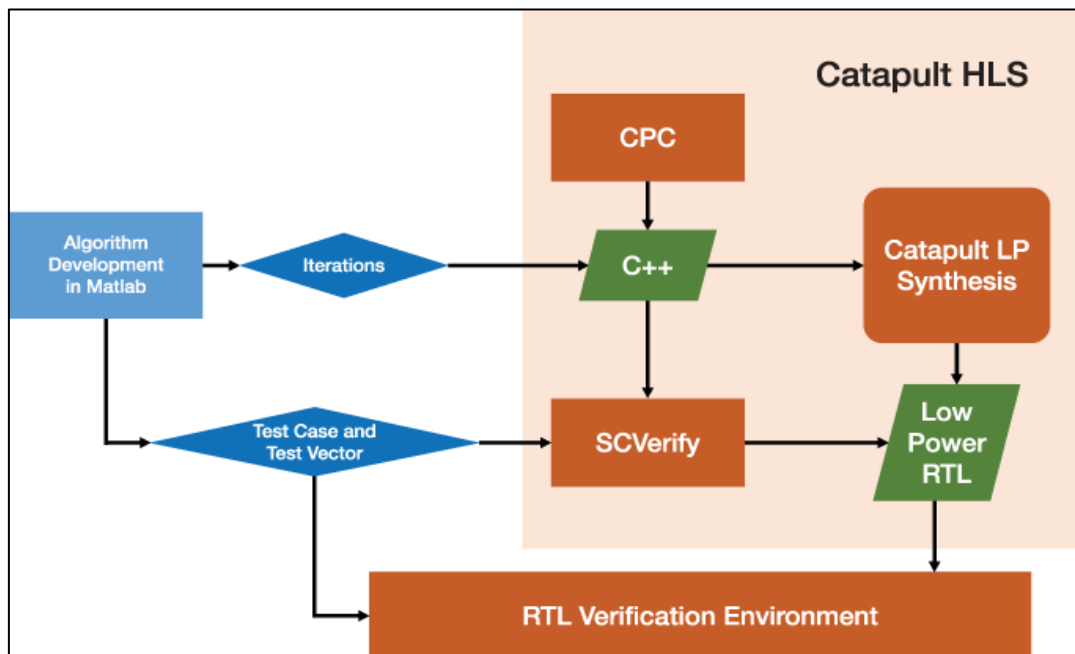 Catapult HLS
CPC
Algorithm
Development
in Matlab
Iterations
C++
Catapult LP
Synthesis
Test Case and
Test Vector
SCVerify
Low
Power
RTL
RTL Verification Environment